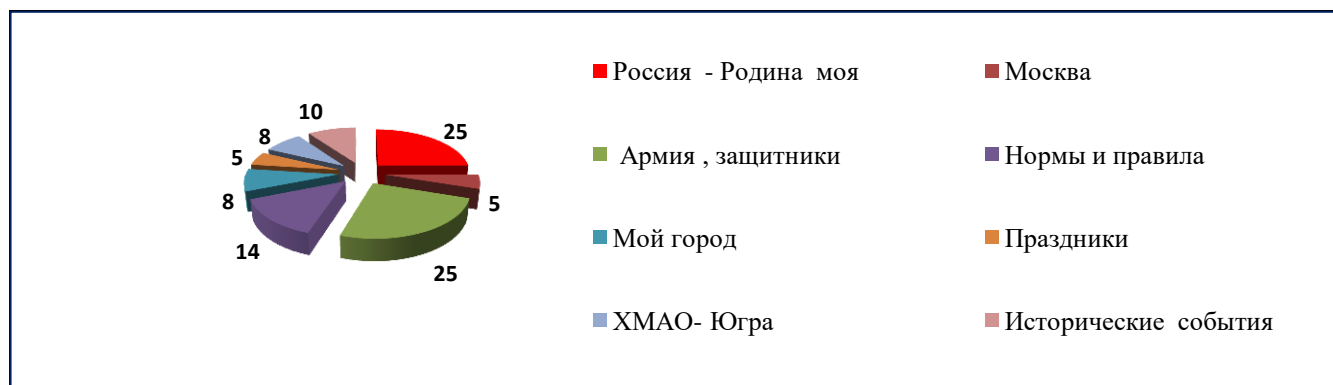 Россия - Родина моя
Москва
Армия , защитники
Нормы и правила
Мой город
Праздники
ХМАО- Югра
Исторические события
10
8
25
5
8
5
14
25